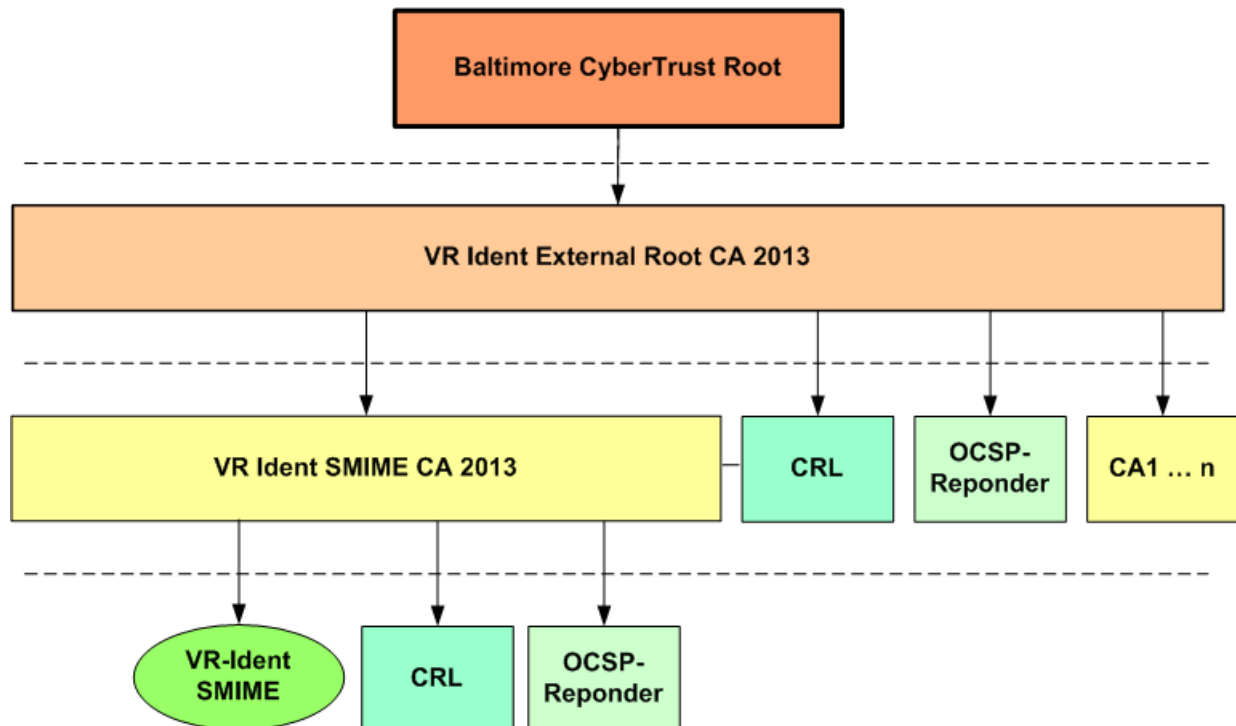 Baltimore CyberTrust Root
VR Ident External Root CA 2013
VR Ident SMIME CA 2013
CRL
OCSP-
Reponder
CA1 ... n
VR-Ident
SMIME
CRL
OCSP-
Reponder